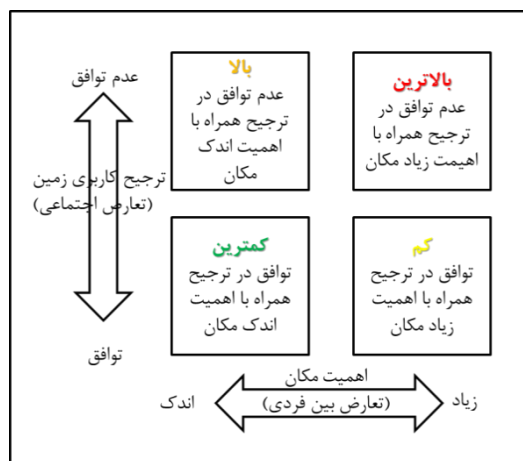 عدم توافق
ترجیح کاربری زمین
(تعارض اجتماعی)
توافق
بالاترین
عدم توافق در
ترجیح همراه با
اهیمت زیاد مکان
بالا
عدم توافق در
ترجیح همراه با
اهمیت اندک
مکان
کم
توافق در ترجیح
همراه با اهمیت
زیاد مکان
کمترین
توافق در ترجیح
همراه با اهمیت
اندک مکان
اهمیت مکان
زیاد
(تعارض بین فردی)
اندک